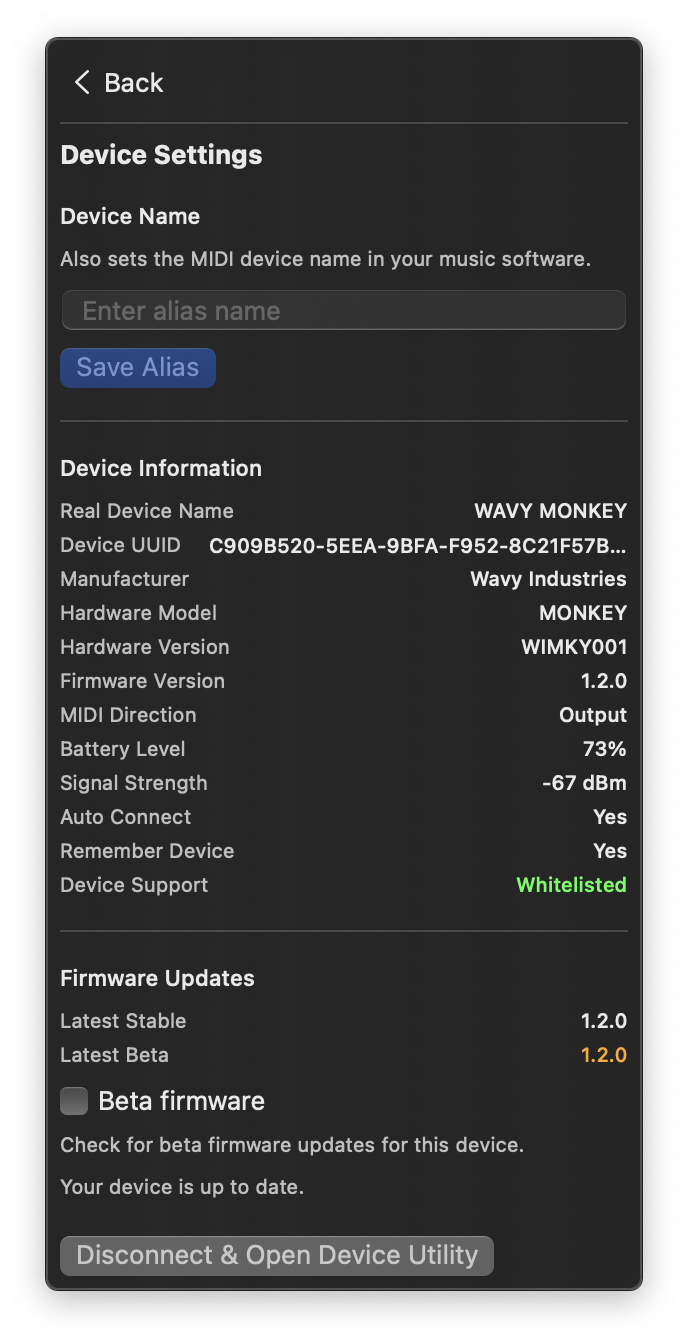 Back
Device Settings
Device Name
Also sets the MIDI device name in your music software.
Enter alias name
Save Alias
Device Information
Real Device Name WAVY MONKEY
Device UUID C909B520-5EEA-9BFA-F952-8C21F57B...
Manufacturer Wavy Industries
Hardware Model MONKEY
Hardware Version WIMKY001
Firmware Version 1.2.0
MIDI Direction Output
Battery Level 73%
Signal Strength -67 dBm
Auto Connect Yes
Remember Device Yes
Device Support Whitelisted
Firmware Updates
Latest Stable 1.2.0
Latest Beta 1.2.0
Beta firmware
Check for beta firmware updates for this device.
Your device is up to date.
Disconnect & Open Device Utility